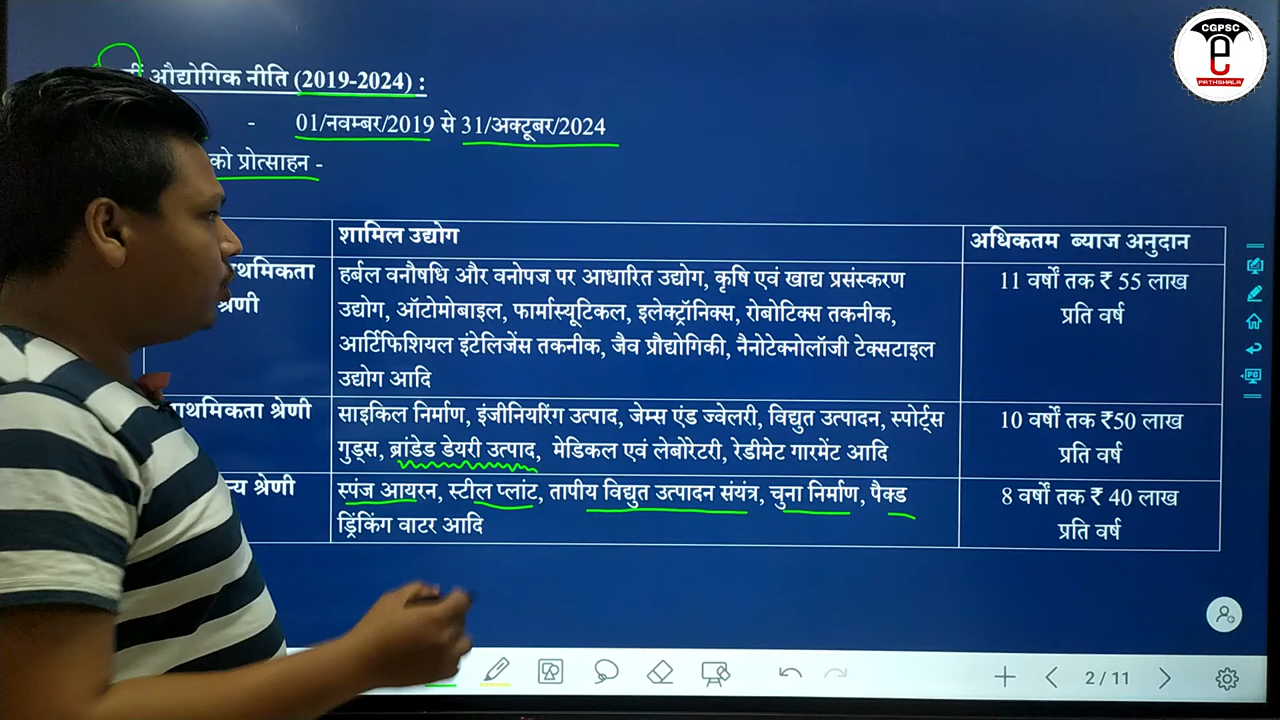 CGPSC
e
PATHSHALA
औद्योगिक नीति (2019-2024) :
- 01/नवम्बर/2019 से 31/अक्टूबर/2024
को प्रोत्साहन -
शामिल उद्योग
अधिकतम ब्याज अनुदान
श्रेणी
हर्बल वनौषधि और वनोपज पर आधारित उद्योग, कृषि एवं खाद्य प्रसंस्करण
उद्योग, ऑटोमोबाइल, फार्मास्यूटिकल, इलेक्ट्रॉनिक्स, रोबोटिक्स तकनीक,
आर्टिफिशियल इंटेलिजेंस तकनीक, जैव प्रौद्योगिकी, नैनोटेक्नोलॉजी टेक्सटाइल
उद्योग आदि
11 वर्षों तक ₹ 55 लाख
प्रति वर्ष
श्रेणी
साइकिल निर्माण, इंजीनियरिंग उत्पाद, जेम्स एंड ज्वेलरी, विद्युत उत्पादन, स्पोर्ट्स
गुड्स, ब्रांडेड डेयरी उत्पाद, मेडिकल एवं लेबोरेटरी, रेडीमेट गारमेंट आदि
10 वर्षों तक ₹50 लाख
प्रति वर्ष
श्रेणी
स्पंज आयरन, स्टील प्लांट, तापीय विद्युत उत्पादन संयंत्र, चुना निर्माण, पैक्ड
ड्रिंकिंग वाटर आदि
8 वर्षों तक ₹ 40 लाख
प्रति वर्ष
PC
2 / 11